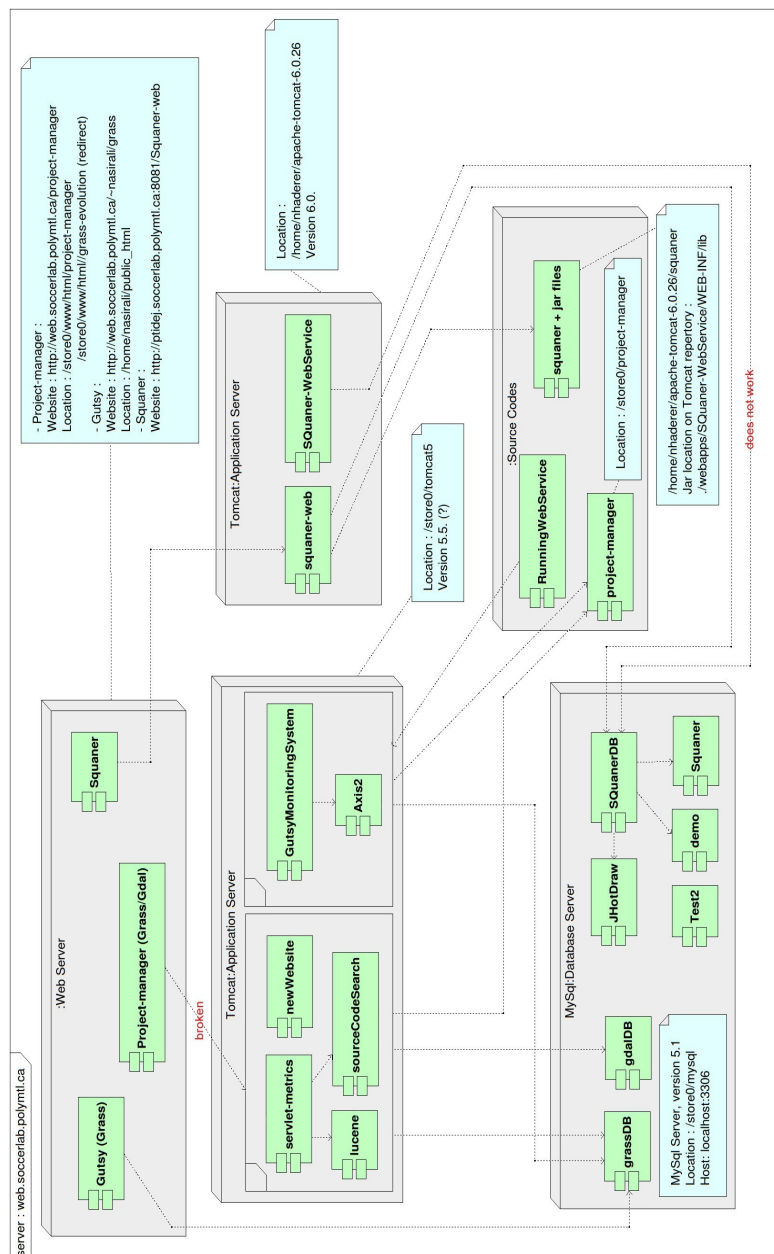 server : web.soccerlab.polymtl.ca
:Web Server
Gutsy (Grass)
Project-manager (Grass/Gdal)
Squaner
- Project-manager :
Website : http://web.soccerlab.polymtl.ca/project-manager
Location : /store0/www/html/project-manager
/store0/www/html//grass-evolution (redirect)
- Gutsy :
Website : http://web.soccerlab.polymtl.ca/~nasirali/grass
Location : /home/nasirali/public_html
- Squaner :
Website : http://ptidej.soccerlab.polymtl.ca:8081/Squaner-web
broken
Tomcat:Application Server
servlet-metrics
newWebsite
lucene
sourceCodeSearch
GutsyMonitoringSystem
Axis2
Tomcat:Application Server
squaner-web
SQuaner-WebService
Location :
/home/nhaderer/apache-tomcat-6.0.26
Version 6.0.
Location : /store0/tomcat5
Version 5.5. (?)
:Source Codes
RunningWebService
squaner + jar files
project-manager
Location : /store0/project-manager
/home/nhaderer/apache-tomcat-6.0.26/squaner
Jar location on Tomcat repertory :
./webapps/SQuaner-WebService/WEB-INF/lib
does not work
MySql:Database Server
grassDB
gdalDB
JHotDraw
SQuanerDB
Test2
demo
Squaner
MySql Server, version 5.1
Location : /store0/mysql
Host: localhost:3306